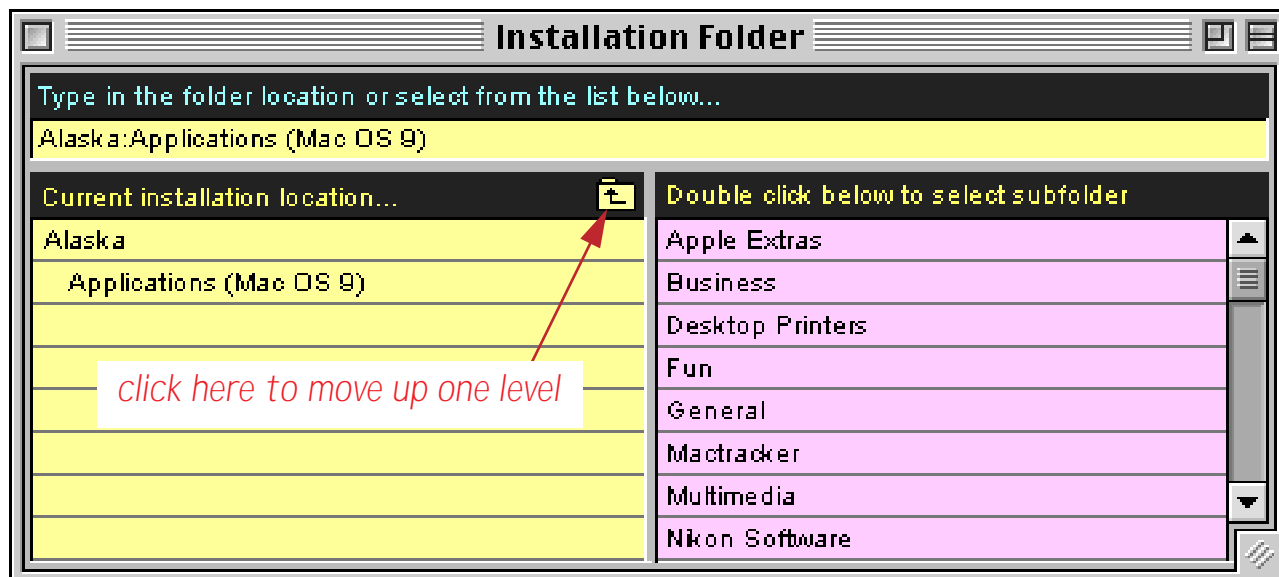 Installation Folder
Type in the folder location or select from the list below...
Alaska:Applications (Mac OS 9)
Current installation location...
Alaska
Applications (Mac OS 9)
click here to move up one level
Double click below to select subfolder
Apple Extras
Business
Desktop Printers
Fun
General
Mactracker
Multimedia
Nikon Software